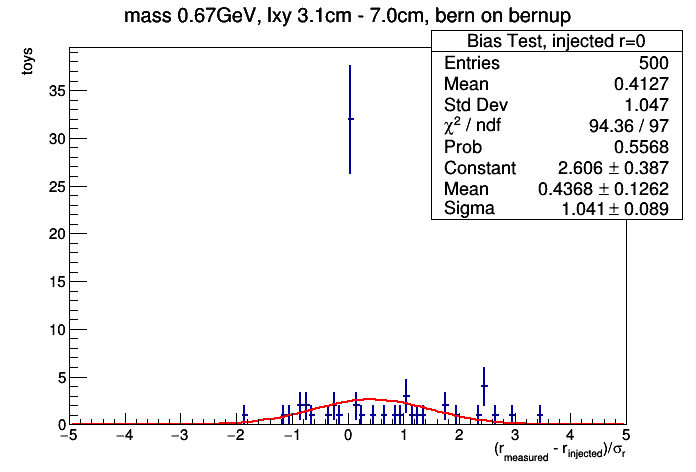 mass 0.67GeV, lxy 3.1cm - 7.0cm, bern on bernup
toys
Bias Test, injected r=0
Entries 500
Mean 0.4127
Std Dev 1.047
χ² / ndf 94.36 / 97
Prob 0.5568
Constant 2.606 ± 0.387
Mean 0.4368 ± 0.1262
Sigma 1.041 ± 0.089
35
30
25
20
15
10
5
0
−5 −4 −3 −2 −1 0 1 2 3 4 5
(r_measured - r_injected)/σ_r